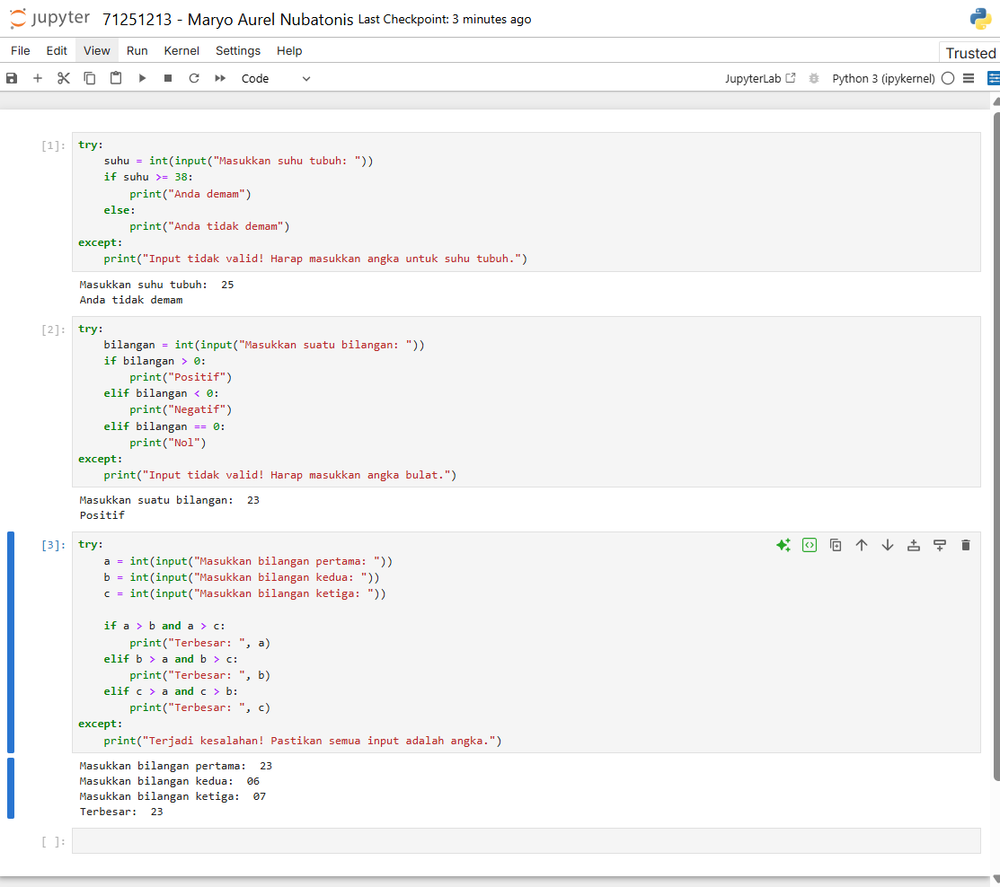 jupyter 71251213 - Maryo Aurel Nubatonis Last Checkpoint: 3 minutes ago
File Edit View Run Kernel Settings Help
Trusted
Code
JupyterLab Python 3 (ipykernel)
[1]: try:
    suhu = int(input("Masukkan suhu tubuh: "))
    if suhu >= 38:
        print("Anda demam")
    else:
        print("Anda tidak demam")
except:
    print("Input tidak valid! Harap masukkan angka untuk suhu tubuh.")
Masukkan suhu tubuh:  25
Anda tidak demam
[2]: try:
    bilangan = int(input("Masukkan suatu bilangan: "))
    if bilangan > 0:
        print("Positif")
    elif bilangan < 0:
        print("Negatif")
    elif bilangan == 0:
        print("Nol")
except:
    print("Input tidak valid! Harap masukkan angka bulat.")
Masukkan suatu bilangan:  23
Positif
[3]: try:
    a = int(input("Masukkan bilangan pertama: "))
    b = int(input("Masukkan bilangan kedua: "))
    c = int(input("Masukkan bilangan ketiga: "))
    if a > b and a > c:
        print("Terbesar: ", a)
    elif b > a and b > c:
        print("Terbesar: ", b)
    elif c > a and c > b:
        print("Terbesar: ", c)
except:
    print("Terjadi kesalahan! Pastikan semua input adalah angka.")
Masukkan bilangan pertama:  23
Masukkan bilangan kedua:  06
Masukkan bilangan ketiga:  07
Terbesar:  23
[ ]: